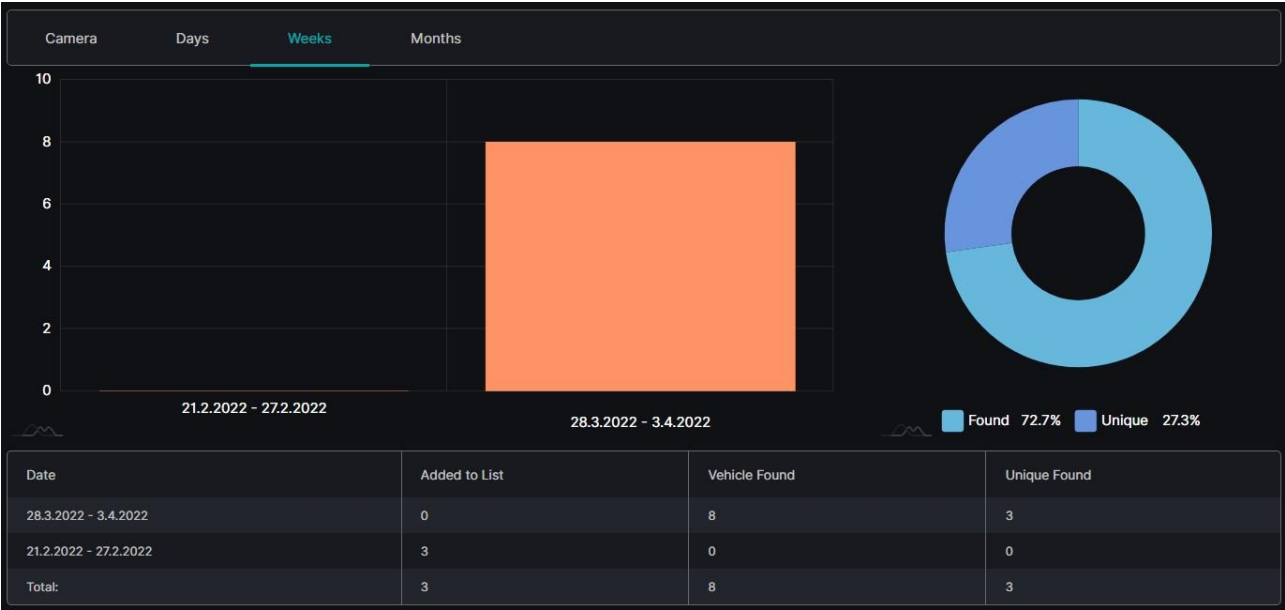 Camera Days Weeks Months
10
8
6
4
2
0
21.2.2022 - 27.2.2022
28.3.2022 - 3.4.2022
Found 72.7% Unique 27.3%
Date Added to List Vehicle Found Unique Found
28.3.2022 - 3.4.2022 0 8 3
21.2.2022 - 27.2.2022 3 0 0
Total: 3 8 3